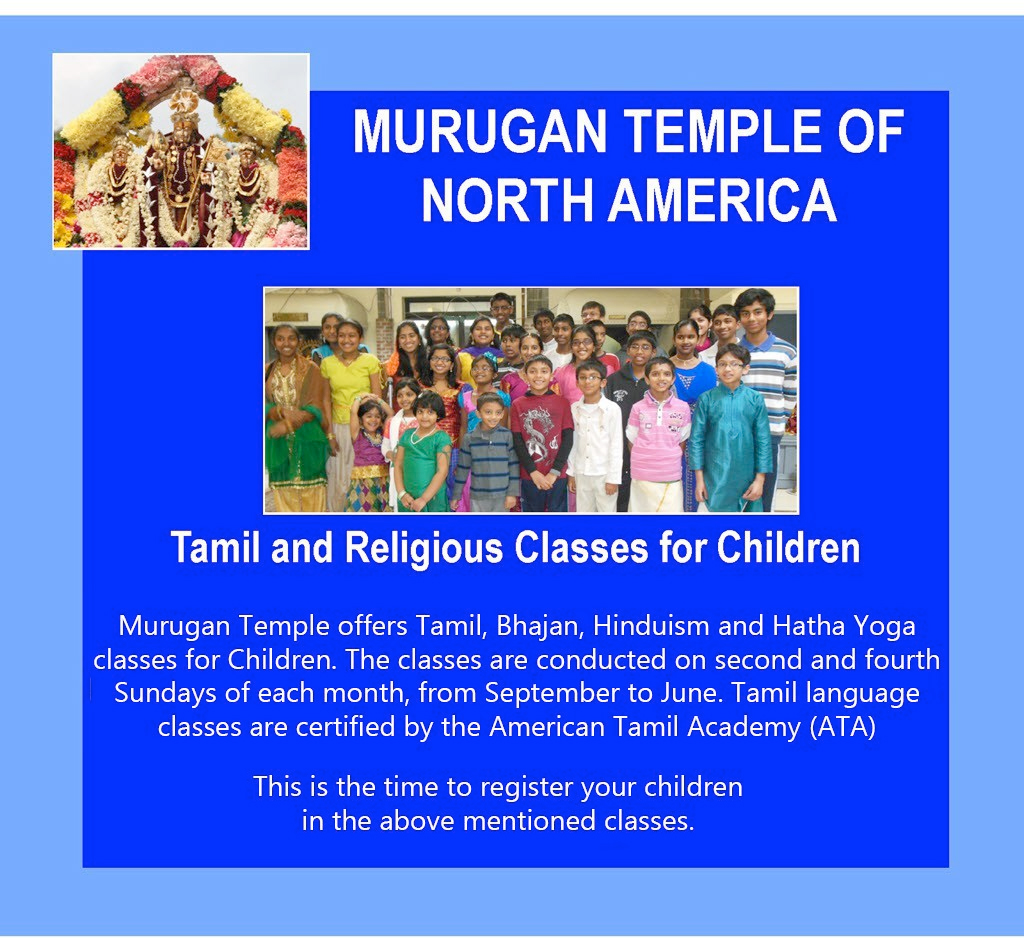 MURUGAN TEMPLE OF
NORTH AMERICA
Tamil and Religious Classes for Children
Murugan Temple offers Tamil, Bhajan, Hinduism and Hatha Yoga
classes for Children. The classes are conducted on second and fourth
Sundays of each month, from September to June. Tamil language
classes are certified by the American Tamil Academy (ATA)
This is the time to register your children
in the above mentioned classes.